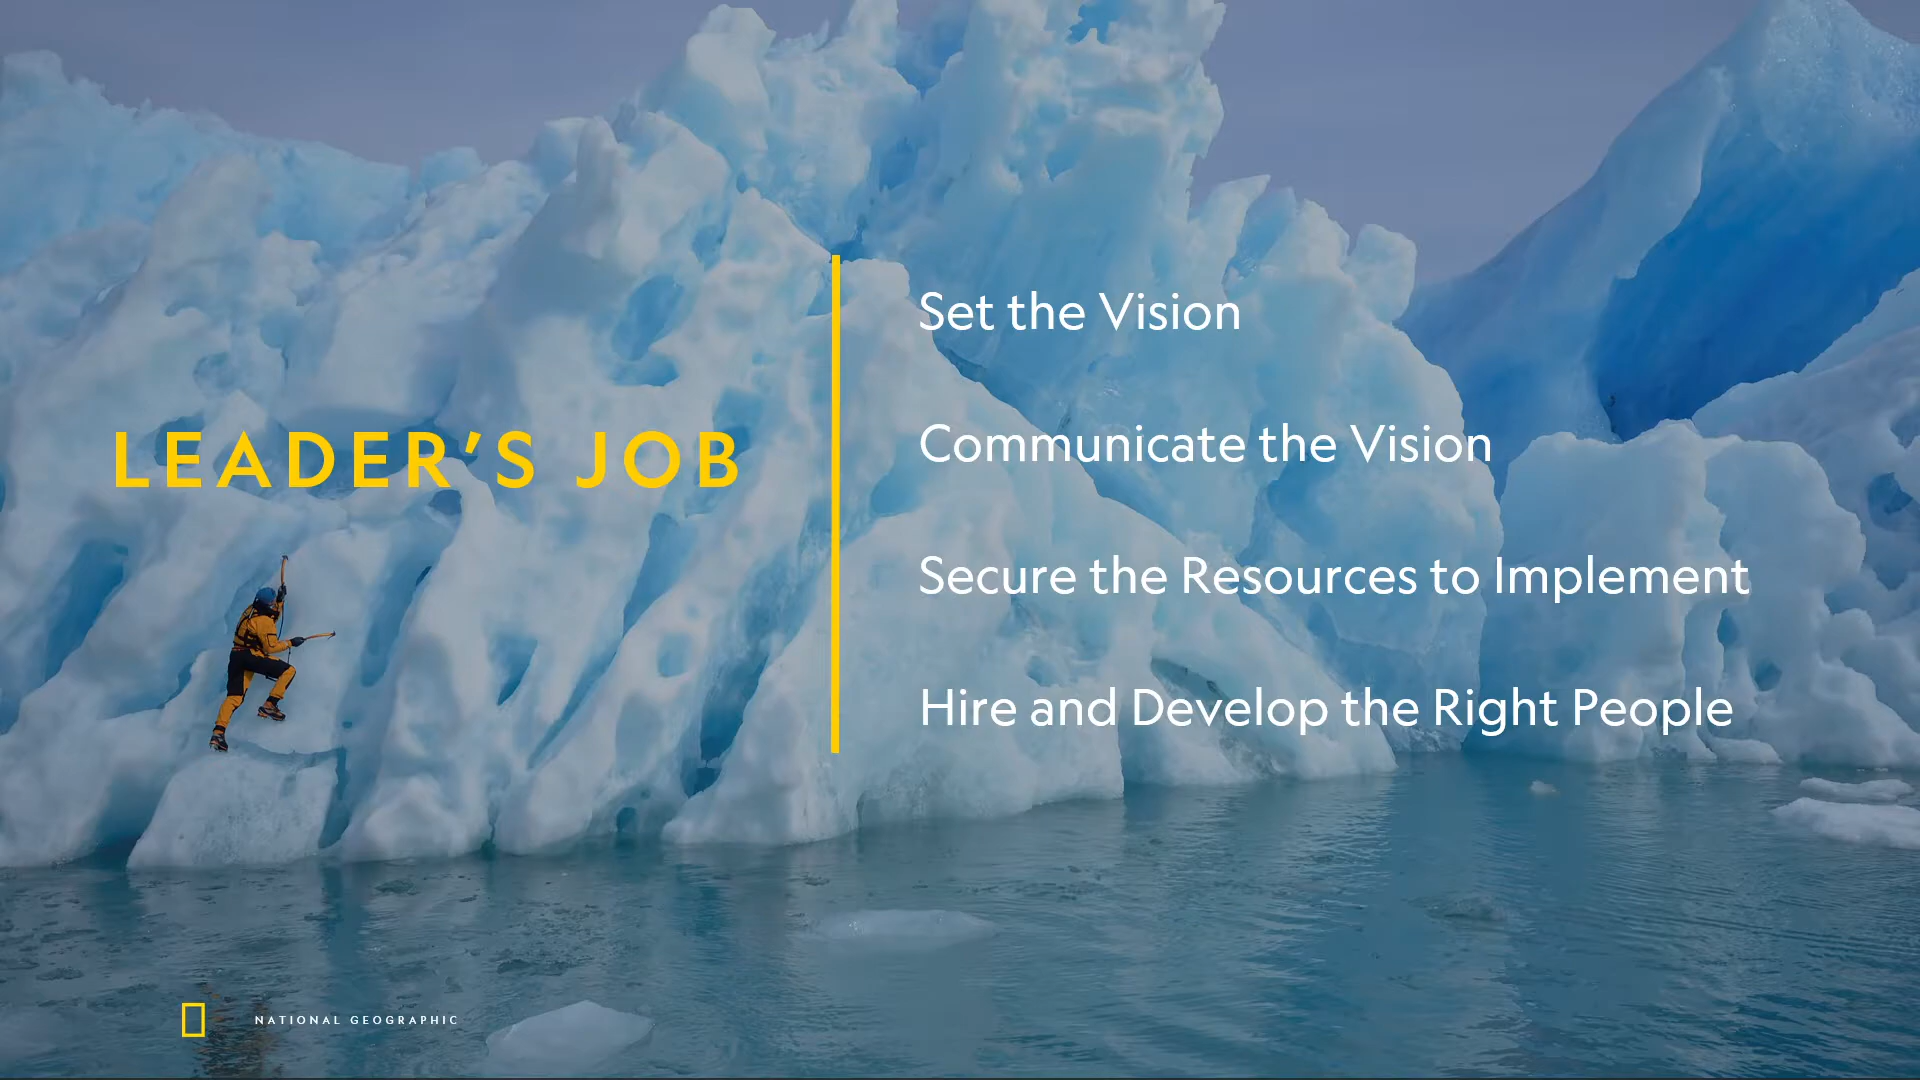 LEADER’S JOB
Set the Vision
Communicate the Vision
Secure the Resources to Implement
Hire and Develop the Right People
NATIONAL GEOGRAPHIC